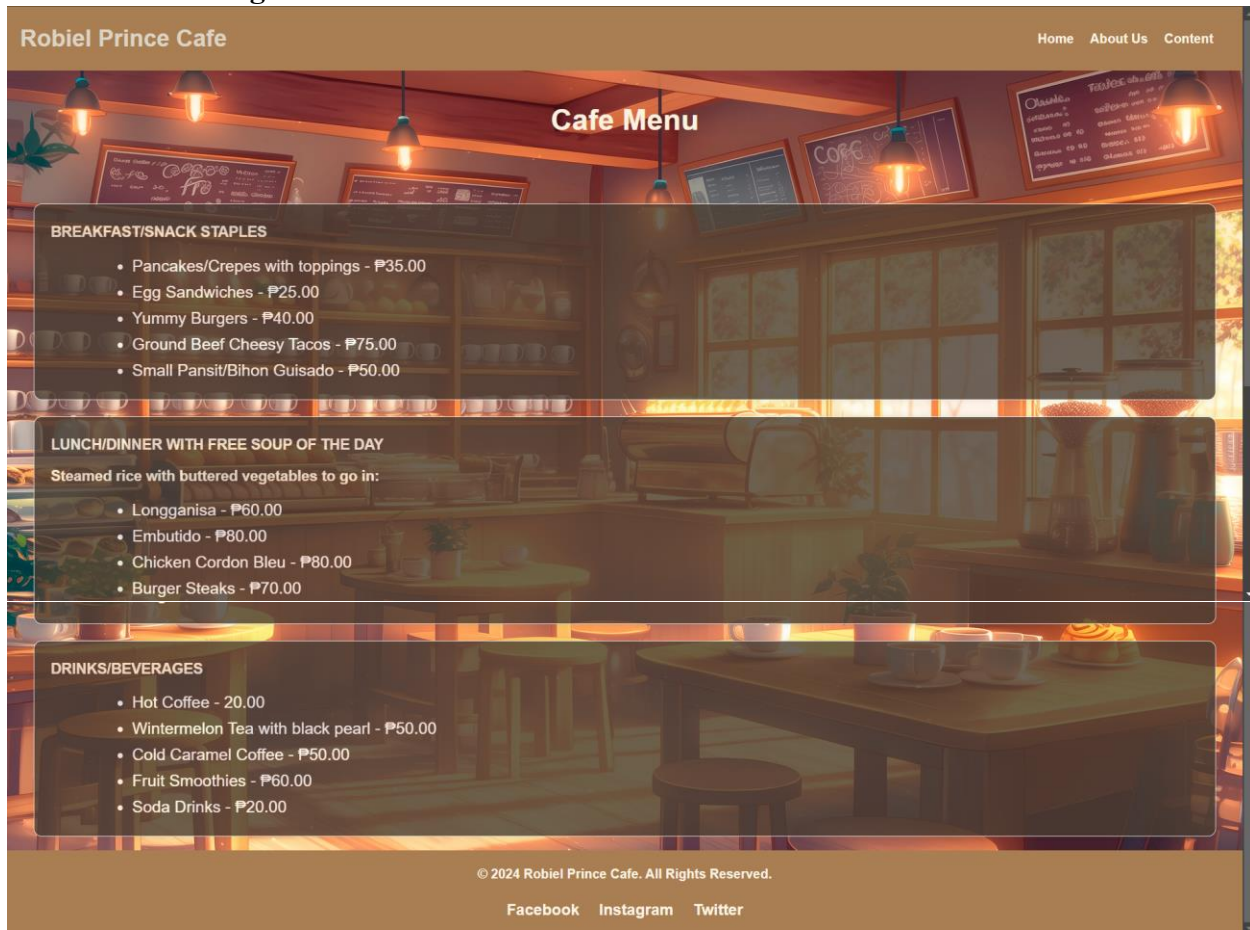 Robiel Prince Cafe
Home About Us Content
Cafe Menu
BREAKFAST/SNACK STAPLES
• Pancakes/Crepes with toppings - ₱35.00
• Egg Sandwiches - ₱25.00
• Yummy Burgers - ₱40.00
• Ground Beef Cheesy Tacos - ₱75.00
• Small Pansit/Bihon Guisado - ₱50.00
LUNCH/DINNER WITH FREE SOUP OF THE DAY
Steamed rice with buttered vegetables to go in:
• Longganisa - ₱60.00
• Embutido - ₱80.00
• Chicken Cordon Bleu - ₱80.00
• Burger Steaks - ₱70.00
DRINKS/BEVERAGES
• Hot Coffee - 20.00
• Wintermelon Tea with black pearl - ₱50.00
• Cold Caramel Coffee - ₱50.00
• Fruit Smoothies - ₱60.00
• Soda Drinks - ₱20.00
© 2024 Robiel Prince Cafe. All Rights Reserved.
Facebook Instagram Twitter